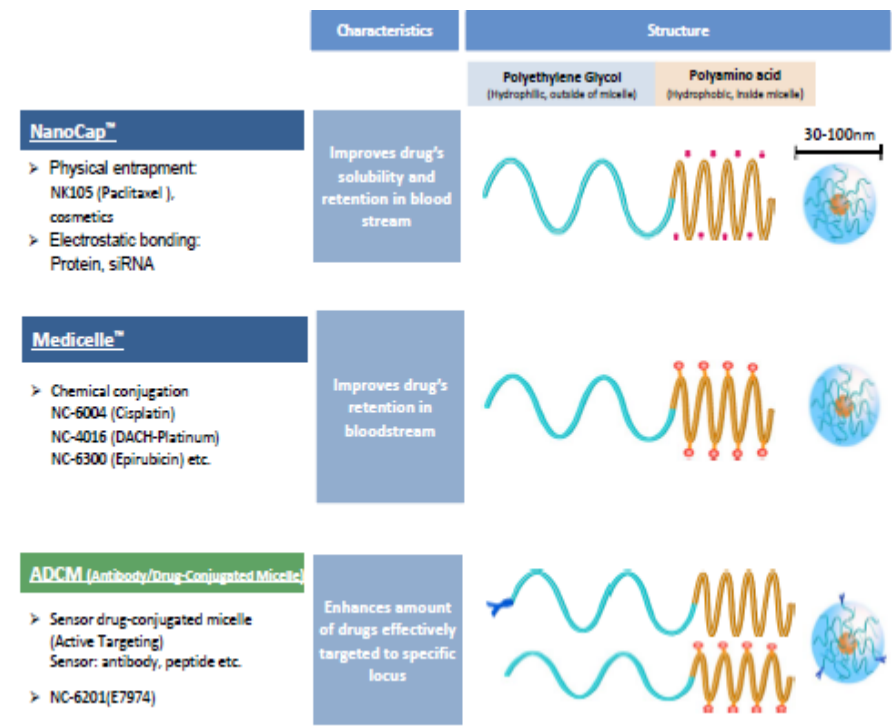 Characteristics
Structure
Polyethylene Glycol
(Hydrophilic, outside of micelle)
Polyamino acid
(Hydrophobic, inside micelle)
NanoCap™
➢ Physical entrapment:
NK105 (Paclitaxel ),
cosmetics
➢ Electrostatic bonding:
Protein, siRNA
Improves drug's
solubility and
retention in blood
stream
30-100nm
Medicelle™
➢ Chemical conjugation
NC-6004 (Cisplatin)
NC-4016 (DACH-Platinum)
NC-6300 (Epirubicin) etc.
Improves drug's
retention in
bloodstream
ADCM (Antibody/Drug-Conjugated Micelle)
➢ Sensor drug-conjugated micelle
(Active Targeting)
Sensor: antibody, peptide etc.
➢ NC-6201(E7974)
Enhances amount
of drugs effectively
targeted to specific
locus